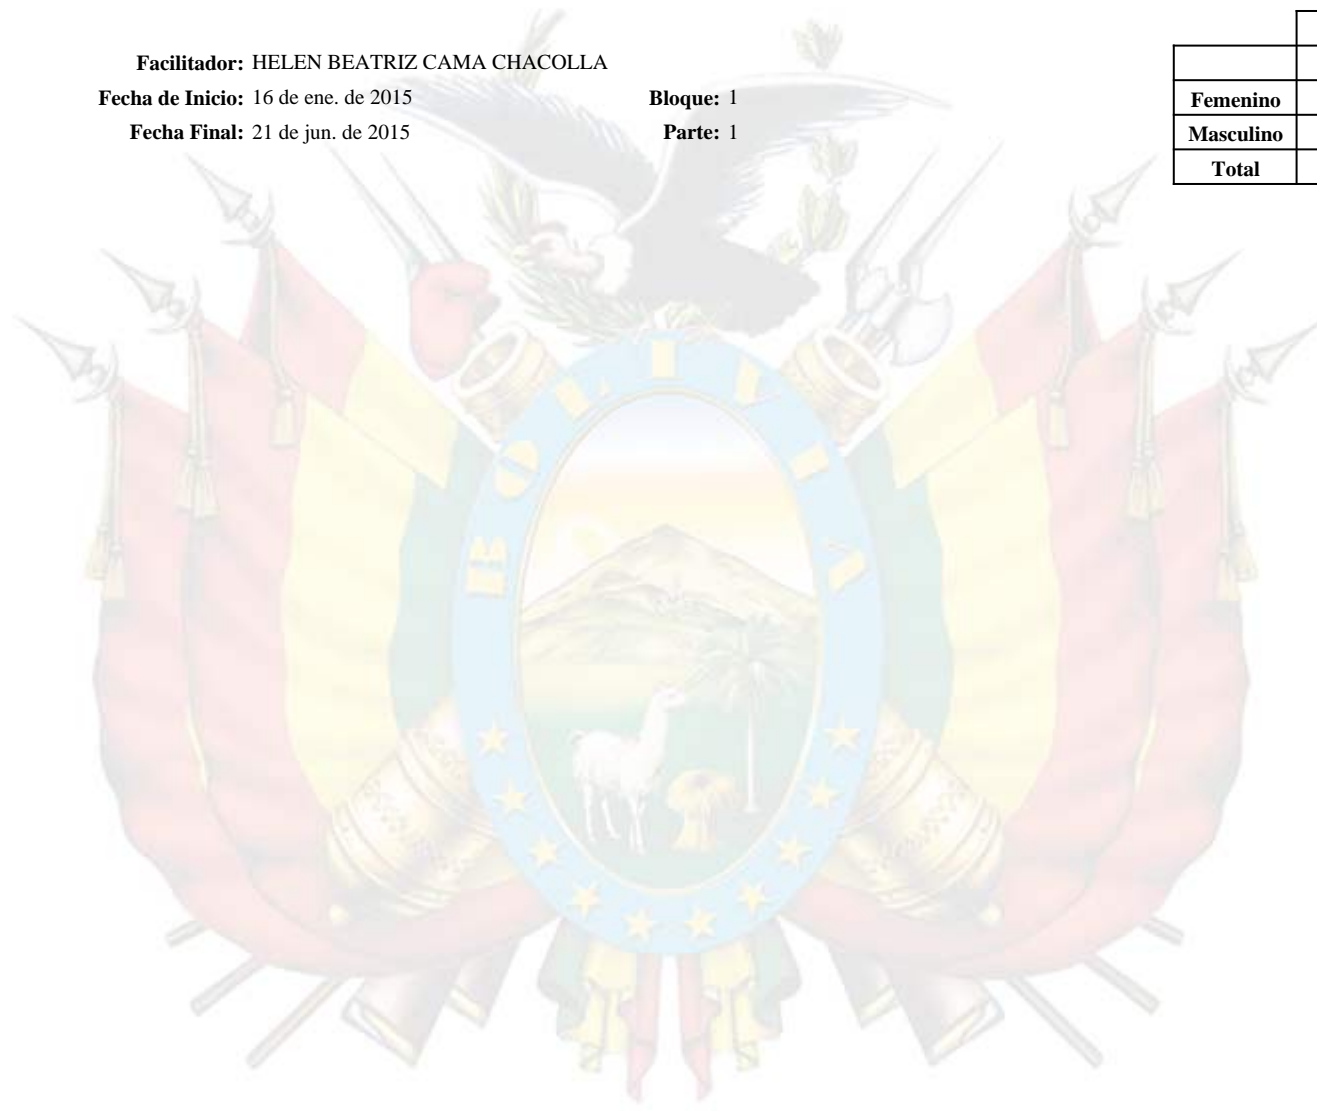 Facilitador: HELEN BEATRIZ CAMA CHACOLLA
Fecha de Inicio: 16 de ene. de 2015 Bloque: 1
Fecha Final: 21 de jun. de 2015 Parte: 1
Femenino
Masculino
Total
BOLIVIA